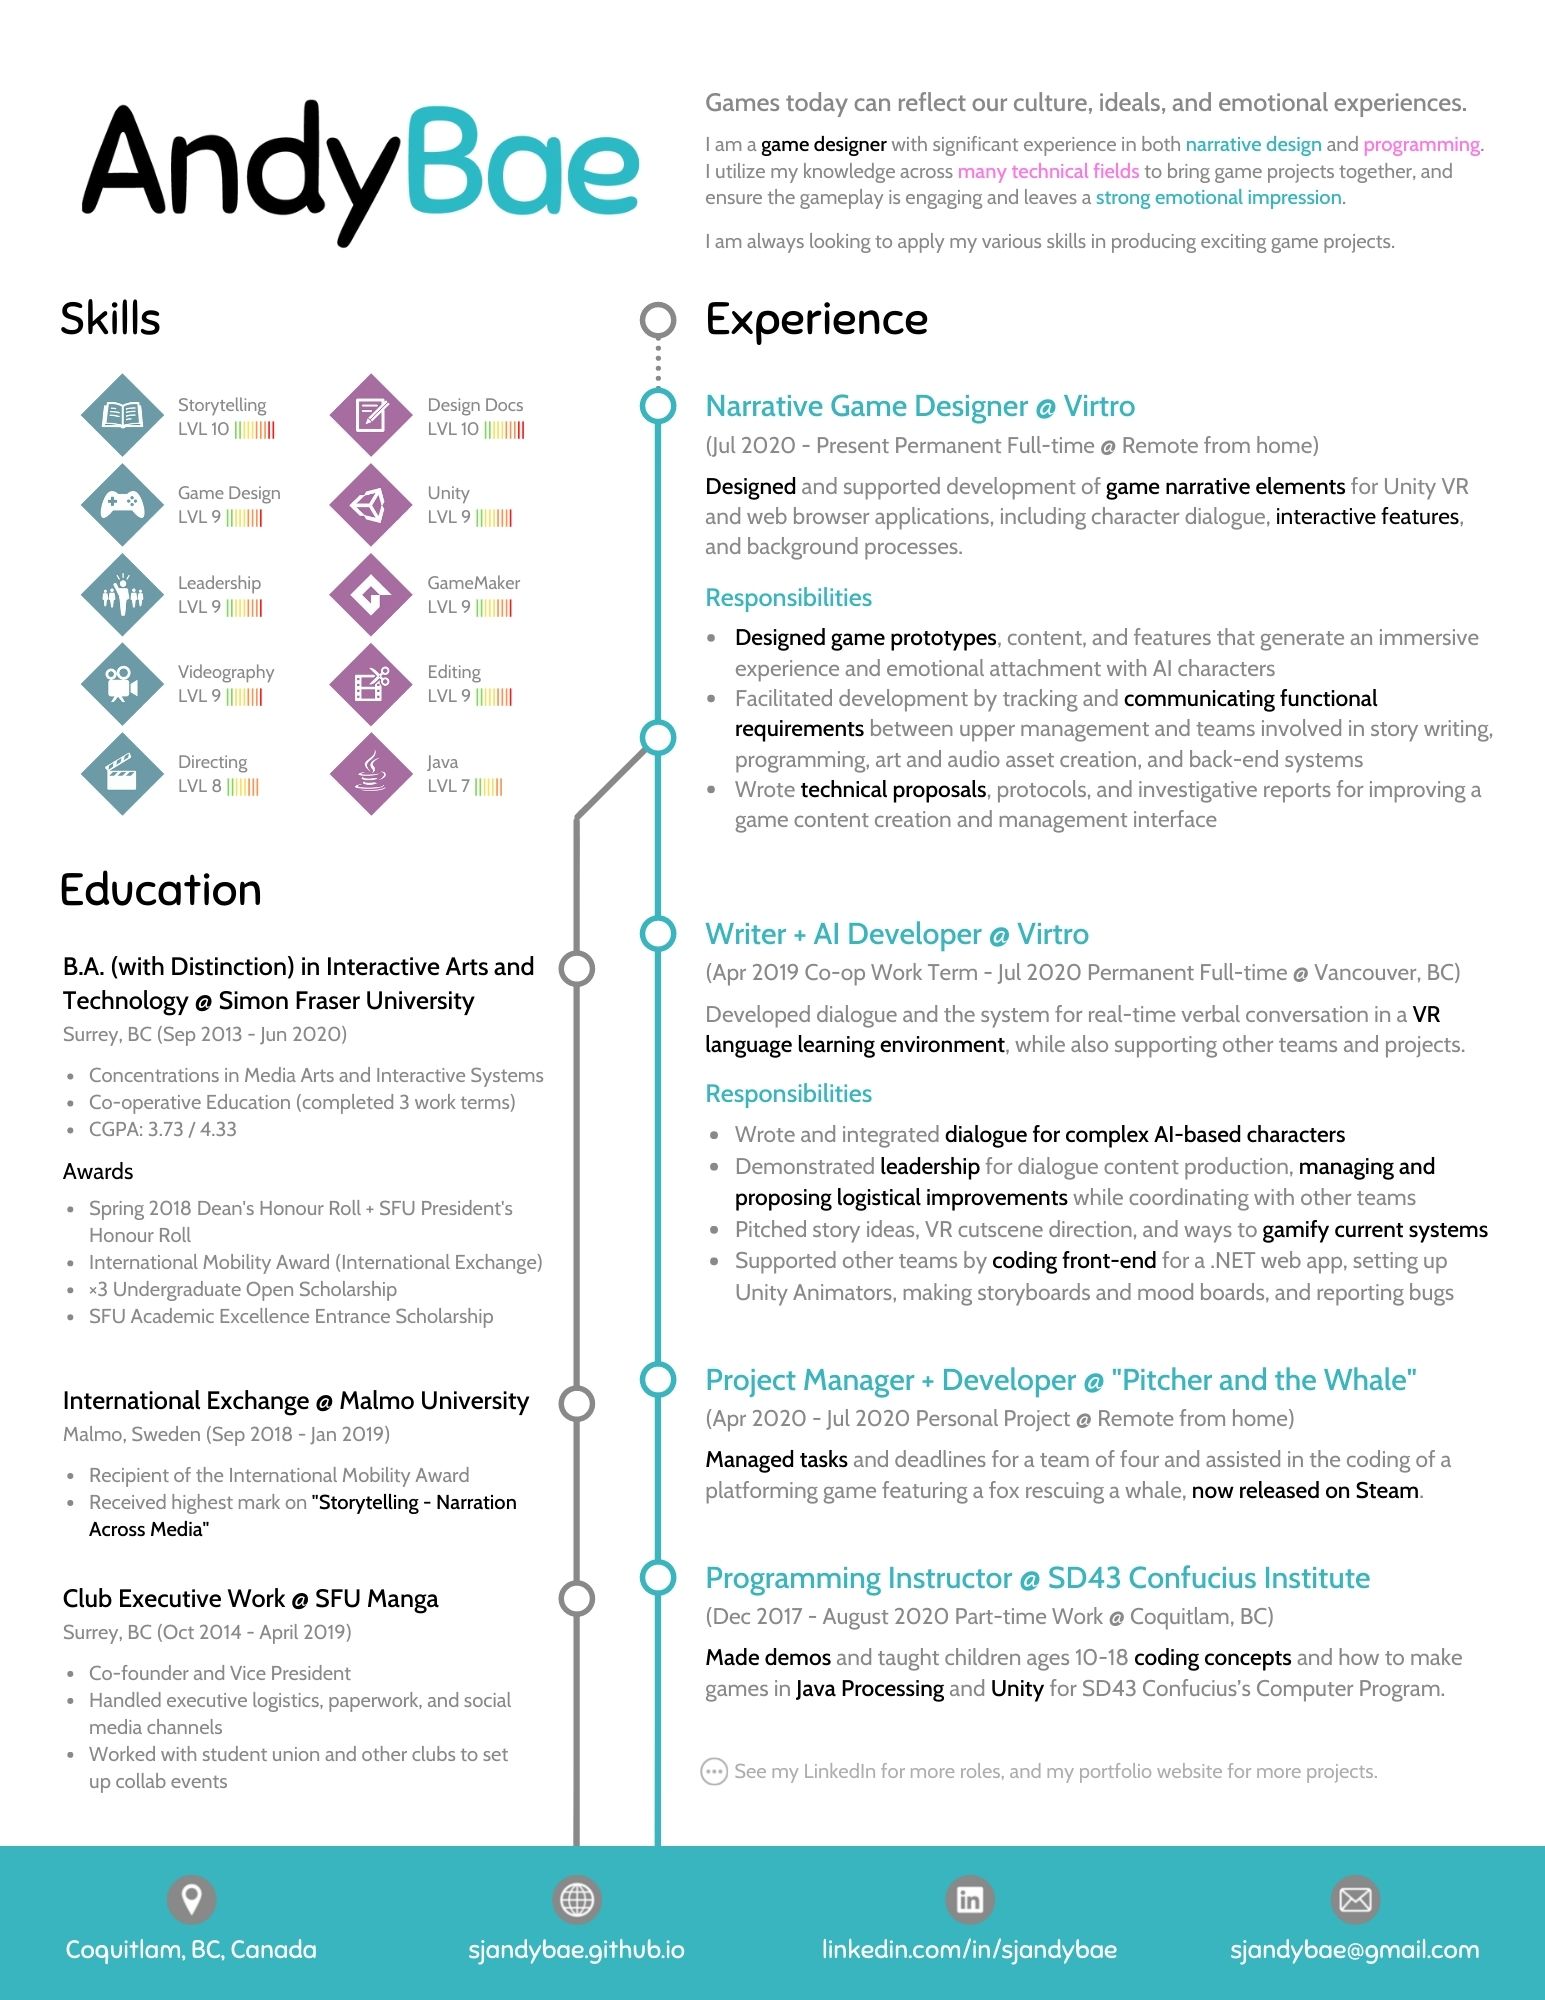 AndyBae
Games today can reflect our culture, ideals, and emotional experiences.
I am a game designer with significant experience in both narrative design and programming.
I utilize my knowledge across many technical fields to bring game projects together, and
ensure the gameplay is engaging and leaves a strong emotional impression.
I am always looking to apply my various skills in producing exciting game projects.
Skills
Storytelling
LVL 10
Design Docs
LVL 10
Game Design
LVL 9
Unity
LVL 9
Leadership
LVL 9
GameMaker
LVL 9
Videography
LVL 9
Editing
LVL 9
Directing
LVL 8
Java
LVL 7
Education
B.A. (with Distinction) in Interactive Arts and
Technology @ Simon Fraser University
Surrey, BC (Sep 2013 - Jun 2020)
• Concentrations in Media Arts and Interactive Systems
• Co-operative Education (completed 3 work terms)
• CGPA: 3.73 / 4.33
Awards
• Spring 2018 Dean's Honour Roll + SFU President's
Honour Roll
• International Mobility Award (International Exchange)
• ×3 Undergraduate Open Scholarship
• SFU Academic Excellence Entrance Scholarship
International Exchange @ Malmo University
Malmo, Sweden (Sep 2018 - Jan 2019)
• Recipient of the International Mobility Award
• Received highest mark on "Storytelling - Narration
Across Media"
Club Executive Work @ SFU Manga
Surrey, BC (Oct 2014 - April 2019)
• Co-founder and Vice President
• Handled executive logistics, paperwork, and social
media channels
• Worked with student union and other clubs to set
up collab events
Experience
Narrative Game Designer @ Virtro
(Jul 2020 - Present Permanent Full-time @ Remote from home)
Designed and supported development of game narrative elements for Unity VR
and web browser applications, including character dialogue, interactive features,
and background processes.
Responsibilities
• Designed game prototypes, content, and features that generate an immersive
experience and emotional attachment with AI characters
• Facilitated development by tracking and communicating functional
requirements between upper management and teams involved in story writing,
programming, art and audio asset creation, and back-end systems
• Wrote technical proposals, protocols, and investigative reports for improving a
game content creation and management interface
Writer + AI Developer @ Virtro
(Apr 2019 Co-op Work Term - Jul 2020 Permanent Full-time @ Vancouver, BC)
Developed dialogue and the system for real-time verbal conversation in a VR
language learning environment, while also supporting other teams and projects.
Responsibilities
• Wrote and integrated dialogue for complex AI-based characters
• Demonstrated leadership for dialogue content production, managing and
proposing logistical improvements while coordinating with other teams
• Pitched story ideas, VR cutscene direction, and ways to gamify current systems
• Supported other teams by coding front-end for a .NET web app, setting up
Unity Animators, making storyboards and mood boards, and reporting bugs
Project Manager + Developer @ "Pitcher and the Whale"
(Apr 2020 - Jul 2020 Personal Project @ Remote from home)
Managed tasks and deadlines for a team of four and assisted in the coding of a
platforming game featuring a fox rescuing a whale, now released on Steam.
Programming Instructor @ SD43 Confucius Institute
(Dec 2017 - August 2020 Part-time Work @ Coquitlam, BC)
Made demos and taught children ages 10-18 coding concepts and how to make
games in Java Processing and Unity for SD43 Confucius’s Computer Program.
See my LinkedIn for more roles, and my portfolio website for more projects.
in
Coquitlam, BC, Canada
sjandybae.github.io
linkedin.com/in/sjandybae
sjandybae@gmail.com